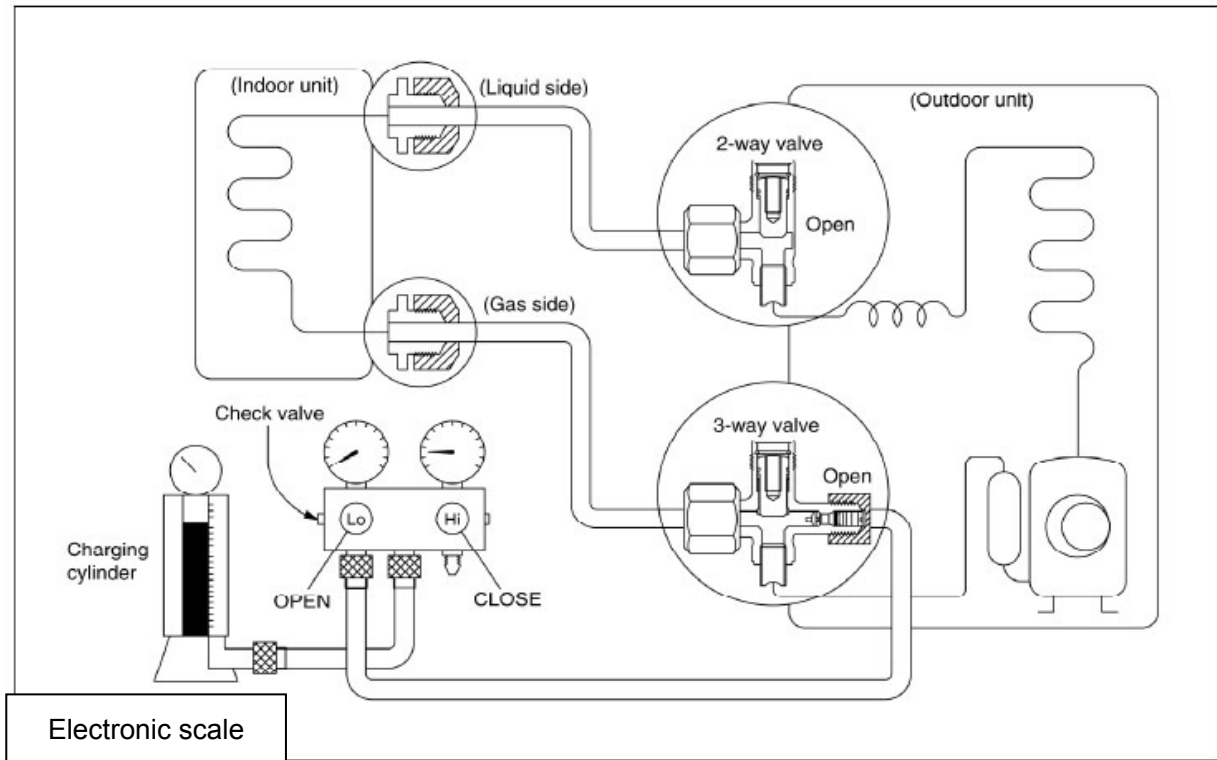 (Indoor unit)
(Liquid side)
(Outdoor unit)
2-way valve
Open
(Gas side)
Check valve
3-way valve
Open
Lo
Hi
Charging
cylinder
OPEN
CLOSE
Electronic scale